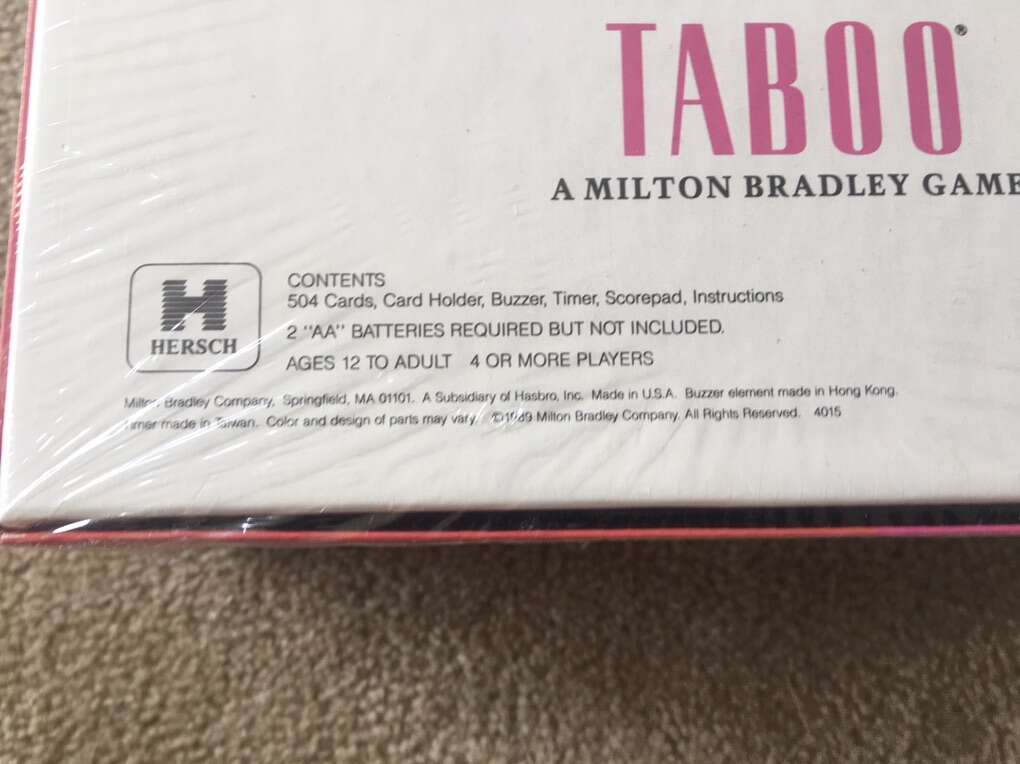 TABOO®
A MILTON BRADLEY GAME
H
HERSCH
CONTENTS
504 Cards, Card Holder, Buzzer, Timer, Scorepad, Instructions
2 "AA" BATTERIES REQUIRED BUT NOT INCLUDED.
AGES 12 TO ADULT 4 OR MORE PLAYERS
Milton Bradley Company, Springfield, MA 01101. A Subsidiary of Hasbro, Inc. Made in U.S.A. Buzzer element made in Hong Kong.
Timer made in Taiwan. Color and design of parts may vary. ©1989 Milton Bradley Company. All Rights Reserved. 4015